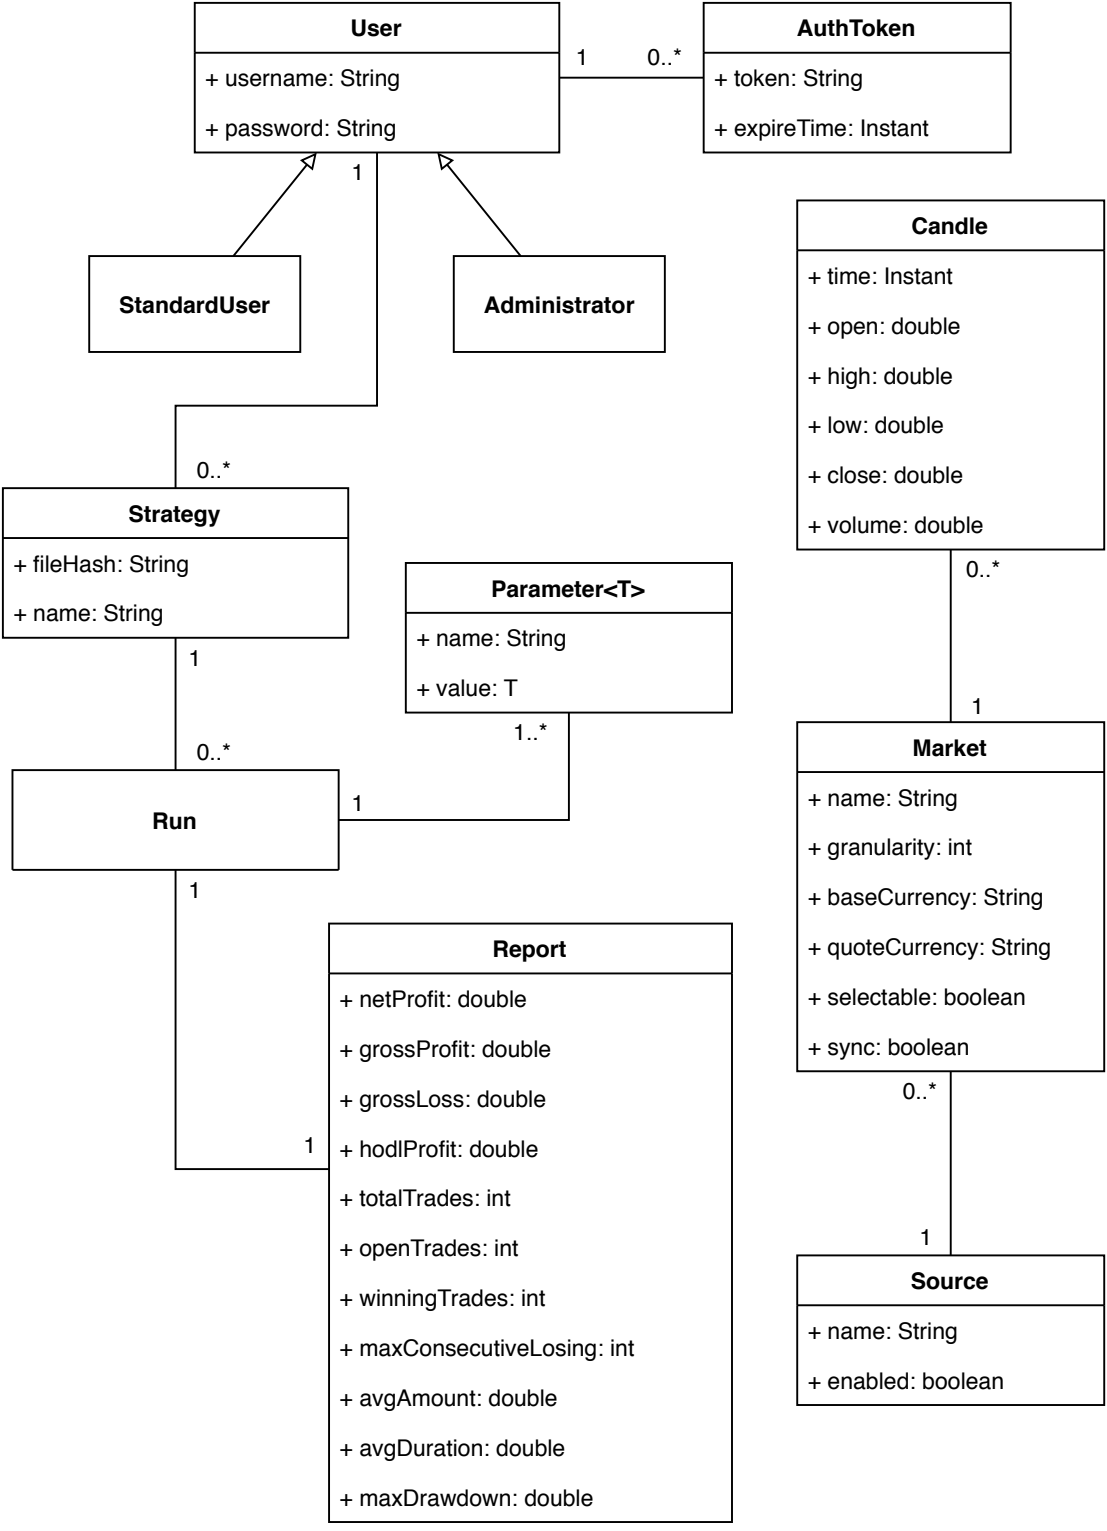 User
+ username: String
+ password: String
1
0..*
AuthToken
+ token: String
+ expireTime: Instant
1
StandardUser
Administrator
Candle
+ time: Instant
+ open: double
+ high: double
+ low: double
+ close: double
+ volume: double
0..*
0..*
Strategy
+ fileHash: String
+ name: String
1
Parameter<T>
+ name: String
+ value: T
1..*
0..*
Run
1
1
1
Market
+ name: String
+ granularity: int
+ baseCurrency: String
+ quoteCurrency: String
+ selectable: boolean
+ sync: boolean
0..*
Report
+ netProfit: double
+ grossProfit: double
+ grossLoss: double
+ hodlProfit: double
+ totalTrades: int
+ openTrades: int
+ winningTrades: int
+ maxConsecutiveLosing: int
+ avgAmount: double
+ avgDuration: double
+ maxDrawdown: double
1
1
Source
+ name: String
+ enabled: boolean